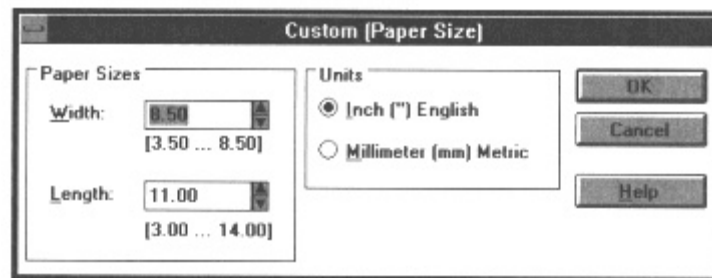 Custom (Paper Size)
Paper Sizes
Width:
8.50
[3.50 ... 8.50]
Length:
11.00
[3.00 ... 14.00]
Units
Inch (") English
Millimeter (mm) Metric
OK
Cancel
Help